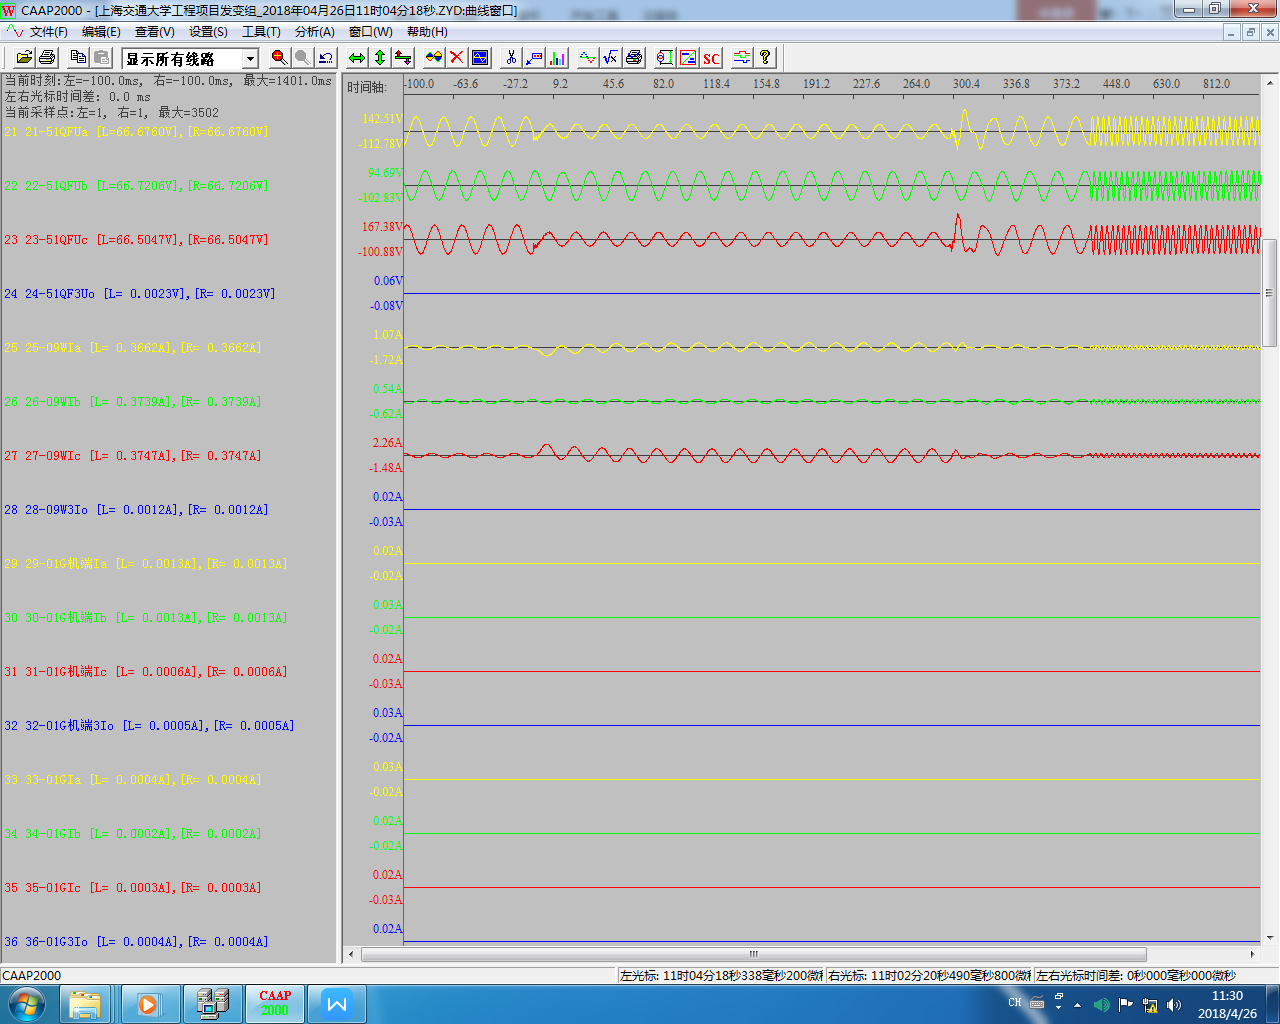 CAAP2000 - [上海交通大学工程项目发变组_2018年04月26日11时04分18秒.ZYD:曲线窗口]
文件(F) 编辑(E) 查看(V) 设置(S) 工具(T) 分析(A) 窗口(W) 帮助(H)
显示所有线路
SC
当前时刻:左=-100.0ms, 右=-100.0ms, 最大=1401.0ms
左右光标时间差: 0.0 ms
当前采样点:左=1, 右=1, 最大=3502
时间轴: -100.0 -63.6 -27.2 9.2 45.6 82.0 118.4 154.8 191.2 227.6 264.0 300.4 336.8 373.2 448.0 630.0 812.0
21 21-51QFUa [L=66.6760V],[R=66.6760V]
142.51V
-112.78V
22 22-51QFUb [L=66.7206V],[R=66.7206V]
94.69V
-102.83V
23 23-51QFUc [L=66.5047V],[R=66.5047V]
167.38V
-100.88V
24 24-51QF3Uo [L= 0.0023V],[R= 0.0023V]
0.06V
-0.08V
25 25-09WIa [L= 0.3662A],[R= 0.3662A]
1.07A
-1.72A
26 26-09WIb [L= 0.3739A],[R= 0.3739A]
0.54A
-0.62A
27 27-09WIc [L= 0.3747A],[R= 0.3747A]
2.26A
-1.48A
28 28-09W3Io [L= 0.0012A],[R= 0.0012A]
0.02A
-0.03A
29 29-01G机端Ia [L= 0.0013A],[R= 0.0013A]
0.02A
-0.02A
30 30-01G机端Ib [L= 0.0013A],[R= 0.0013A]
0.03A
-0.02A
31 31-01G机端Ic [L= 0.0006A],[R= 0.0006A]
0.02A
-0.03A
32 32-01G机端3Io [L= 0.0005A],[R= 0.0005A]
0.03A
-0.02A
33 33-01GIa [L= 0.0004A],[R= 0.0004A]
0.03A
-0.02A
34 34-01GIb [L= 0.0002A],[R= 0.0002A]
0.02A
-0.02A
35 35-01GIc [L= 0.0003A],[R= 0.0003A]
0.02A
-0.03A
36 36-01G3Io [L= 0.0004A],[R= 0.0004A]
0.02A
CAAP2000
左光标: 11时04分18秒338毫秒200微秒 右光标: 11时02分20秒490毫秒800微秒 左右光标时间差: 0秒000毫秒000微秒
CAAP
2000
CH
11:30
2018/4/26